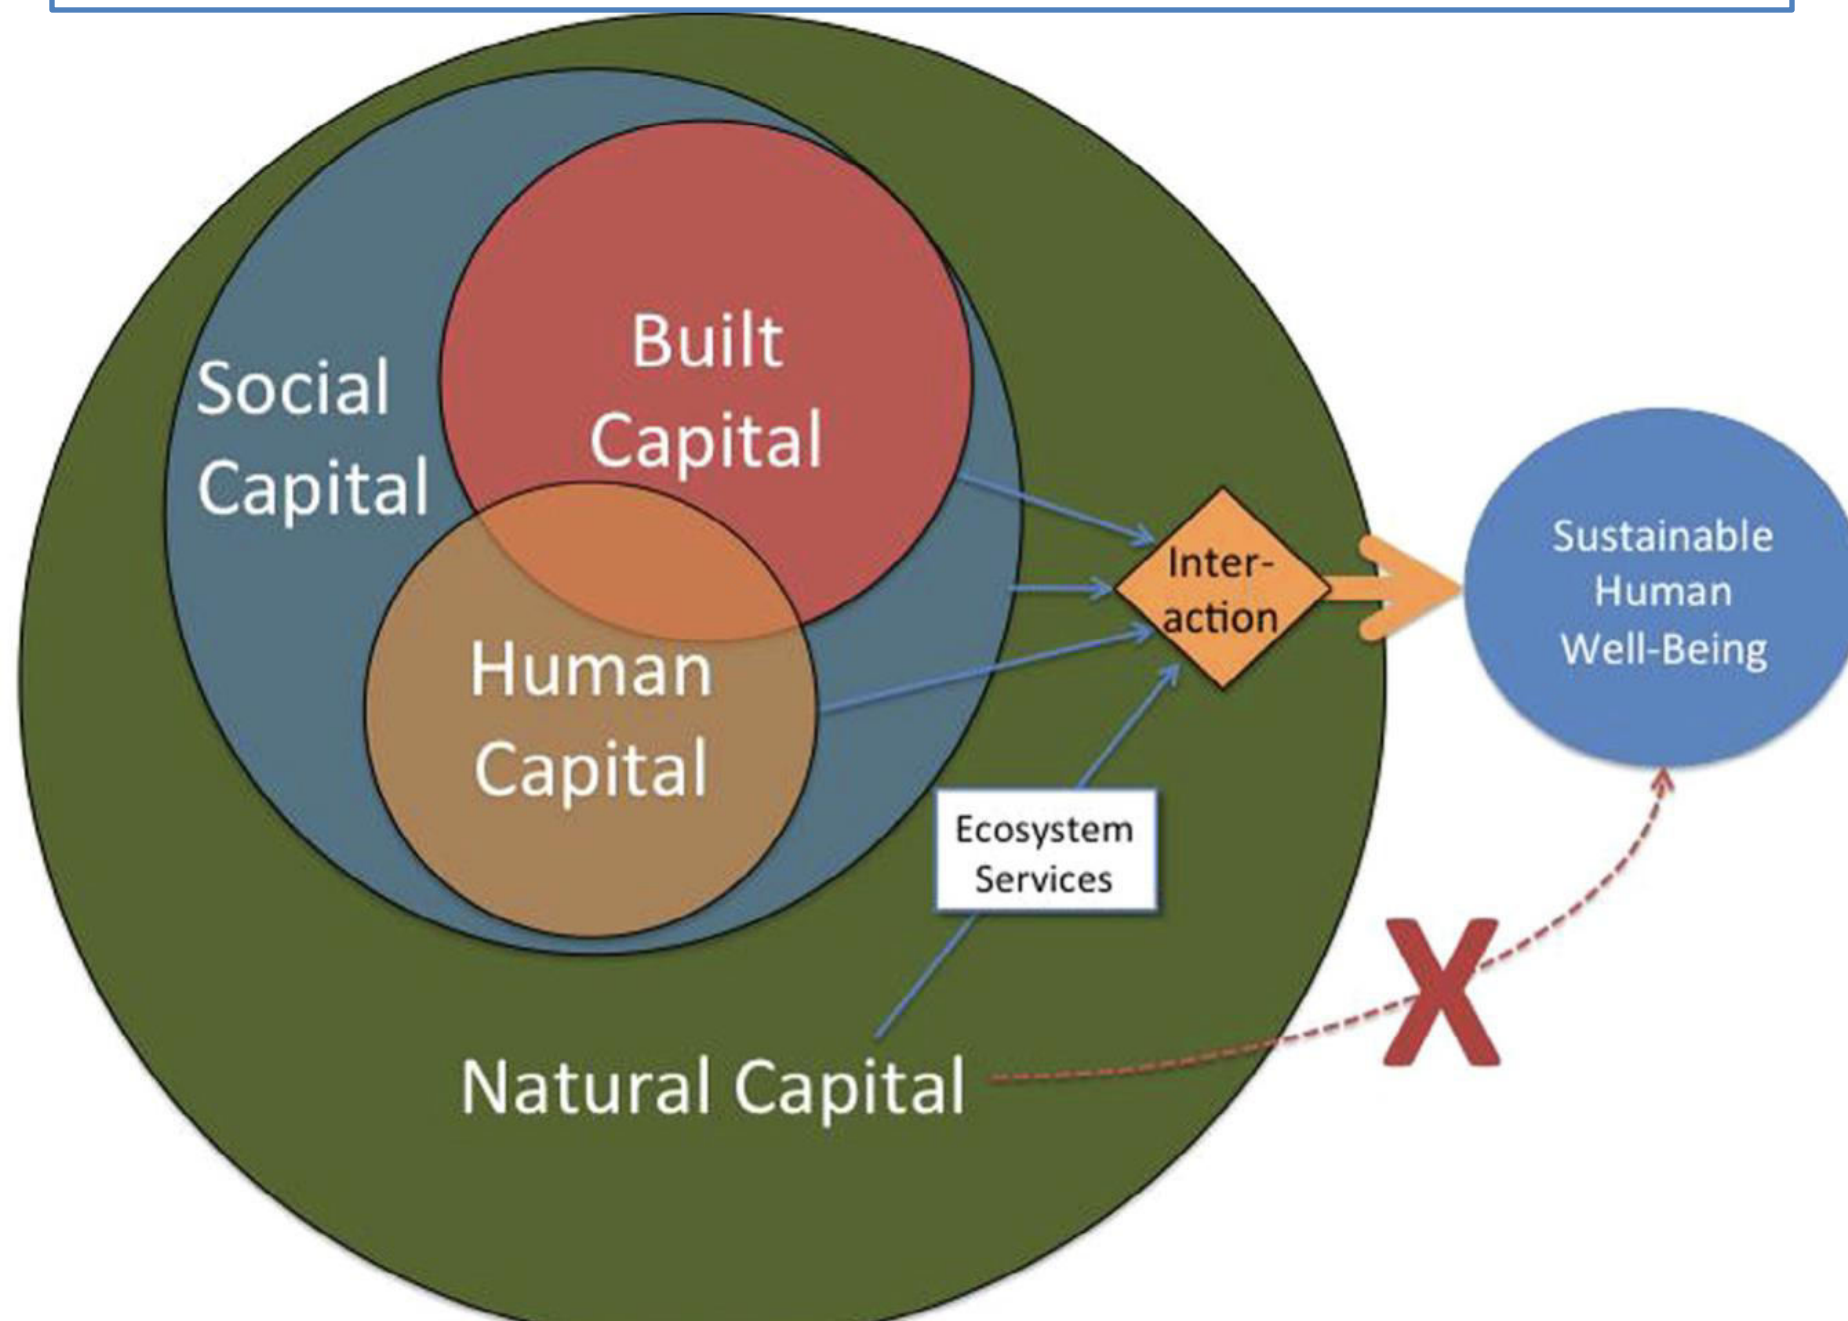 Built
Capital
Social
Capital
Human
Capital
Inter-
action
Sustainable
Human
Well-Being
Ecosystem
Services
Natural Capital
X